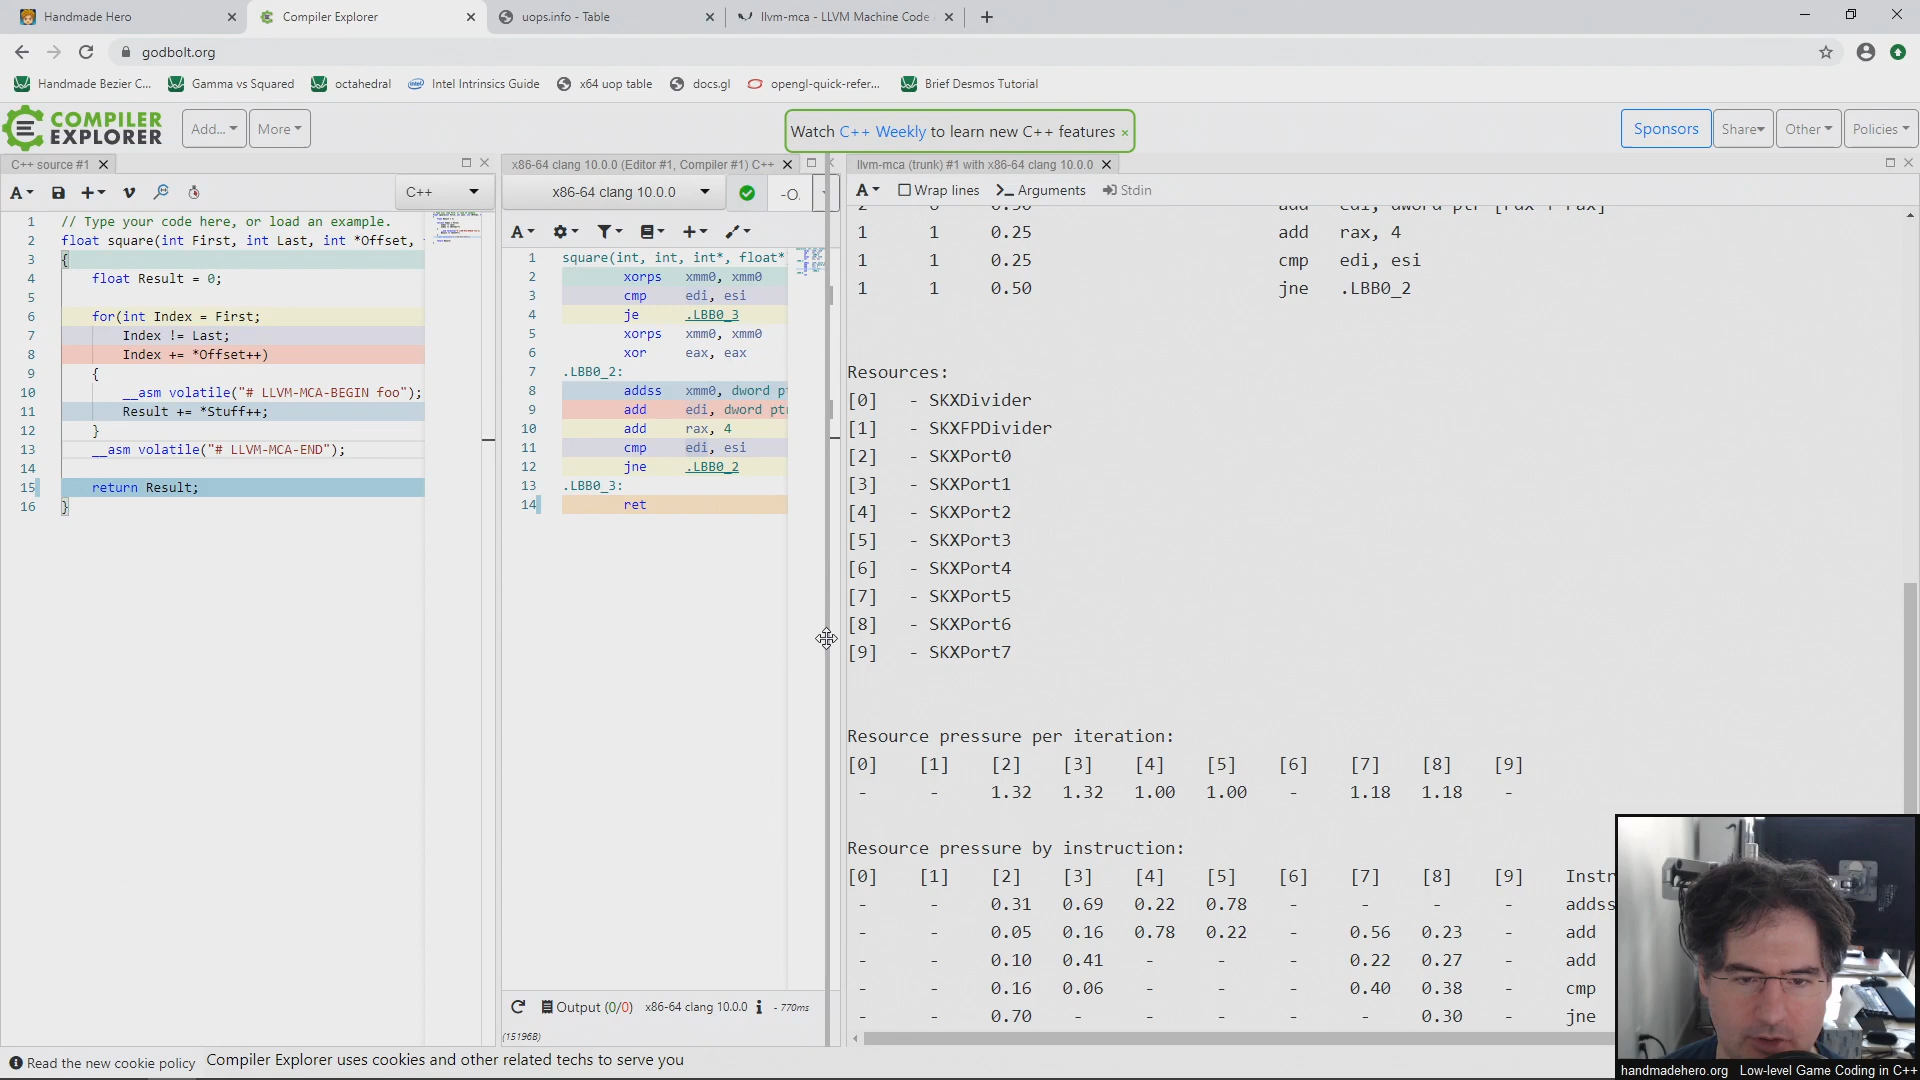 Handmade Hero
Compiler Explorer
uops.info - Table
llvm-mca - LLVM Machine Code
godbolt.org
Handmade Bezier C...
Gamma vs Squared
octahedral
Intel Intrinsics Guide
x64 uop table
docs.gl
opengl-quick-refer...
Brief Desmos Tutorial
COMPILER
EXPLORER
Add...
More
Watch C++ Weekly to learn new C++ features ×
Sponsors
Share
Other
Policies
C++ source #1
x86-64 clang 10.0.0 (Editor #1, Compiler #1) C++
llvm-mca (trunk) #1 with x86-64 clang 10.0.0
A
C++
x86-64 clang 10.0.0
-O.
A
Wrap lines
Arguments
Stdin
1 // Type your code here, or load an example.
2 float square(int First, int Last, int *Offset,
3 {
4 float Result = 0;
5
6 for(int Index = First;
7 Index != Last;
8 Index += *Offset++)
9 {
10 __asm volatile("# LLVM-MCA-BEGIN foo");
11 Result += *Stuff++;
12 }
13 __asm volatile("# LLVM-MCA-END");
14
15 return Result;
16 }
A
1 square(int, int, int*, float*
2 xorps xmm0, xmm0
3 cmp edi, esi
4 je .LBB0_3
5 xorps xmm0, xmm0
6 xor eax, eax
7 .LBB0_2:
8 addss xmm0, dword pt
9 add edi, dword ptr
10 add rax, 4
11 cmp edi, esi
12 jne .LBB0_2
13 .LBB0_3:
14 ret
Output (0/0) x86-64 clang 10.0.0 - 770ms
(15196B)
add edi, dword ptr [rax + rax]
1 1 0.25 add rax, 4
1 1 0.25 cmp edi, esi
1 1 0.50 jne .LBB0_2
Resources:
[0] - SKXDivider
[1] - SKXFPDivider
[2] - SKXPort0
[3] - SKXPort1
[4] - SKXPort2
[5] - SKXPort3
[6] - SKXPort4
[7] - SKXPort5
[8] - SKXPort6
[9] - SKXPort7
Resource pressure per iteration:
[0] [1] [2] [3] [4] [5] [6] [7] [8] [9]
- - 1.32 1.32 1.00 1.00 - 1.18 1.18 -
Resource pressure by instruction:
[0] [1] [2] [3] [4] [5] [6] [7] [8] [9] Instr
- - 0.31 0.69 0.22 0.78 - - - - addss
- - 0.05 0.16 0.78 0.22 - 0.56 0.23 - add
- - 0.10 0.41 - - - 0.22 0.27 - add
- - 0.16 0.06 - - - 0.40 0.38 - cmp
- - 0.70 - - - - - 0.30 - jne
Read the new cookie policy Compiler Explorer uses cookies and other related techs to serve you
handmadehero.org Low-level Game Coding in C++